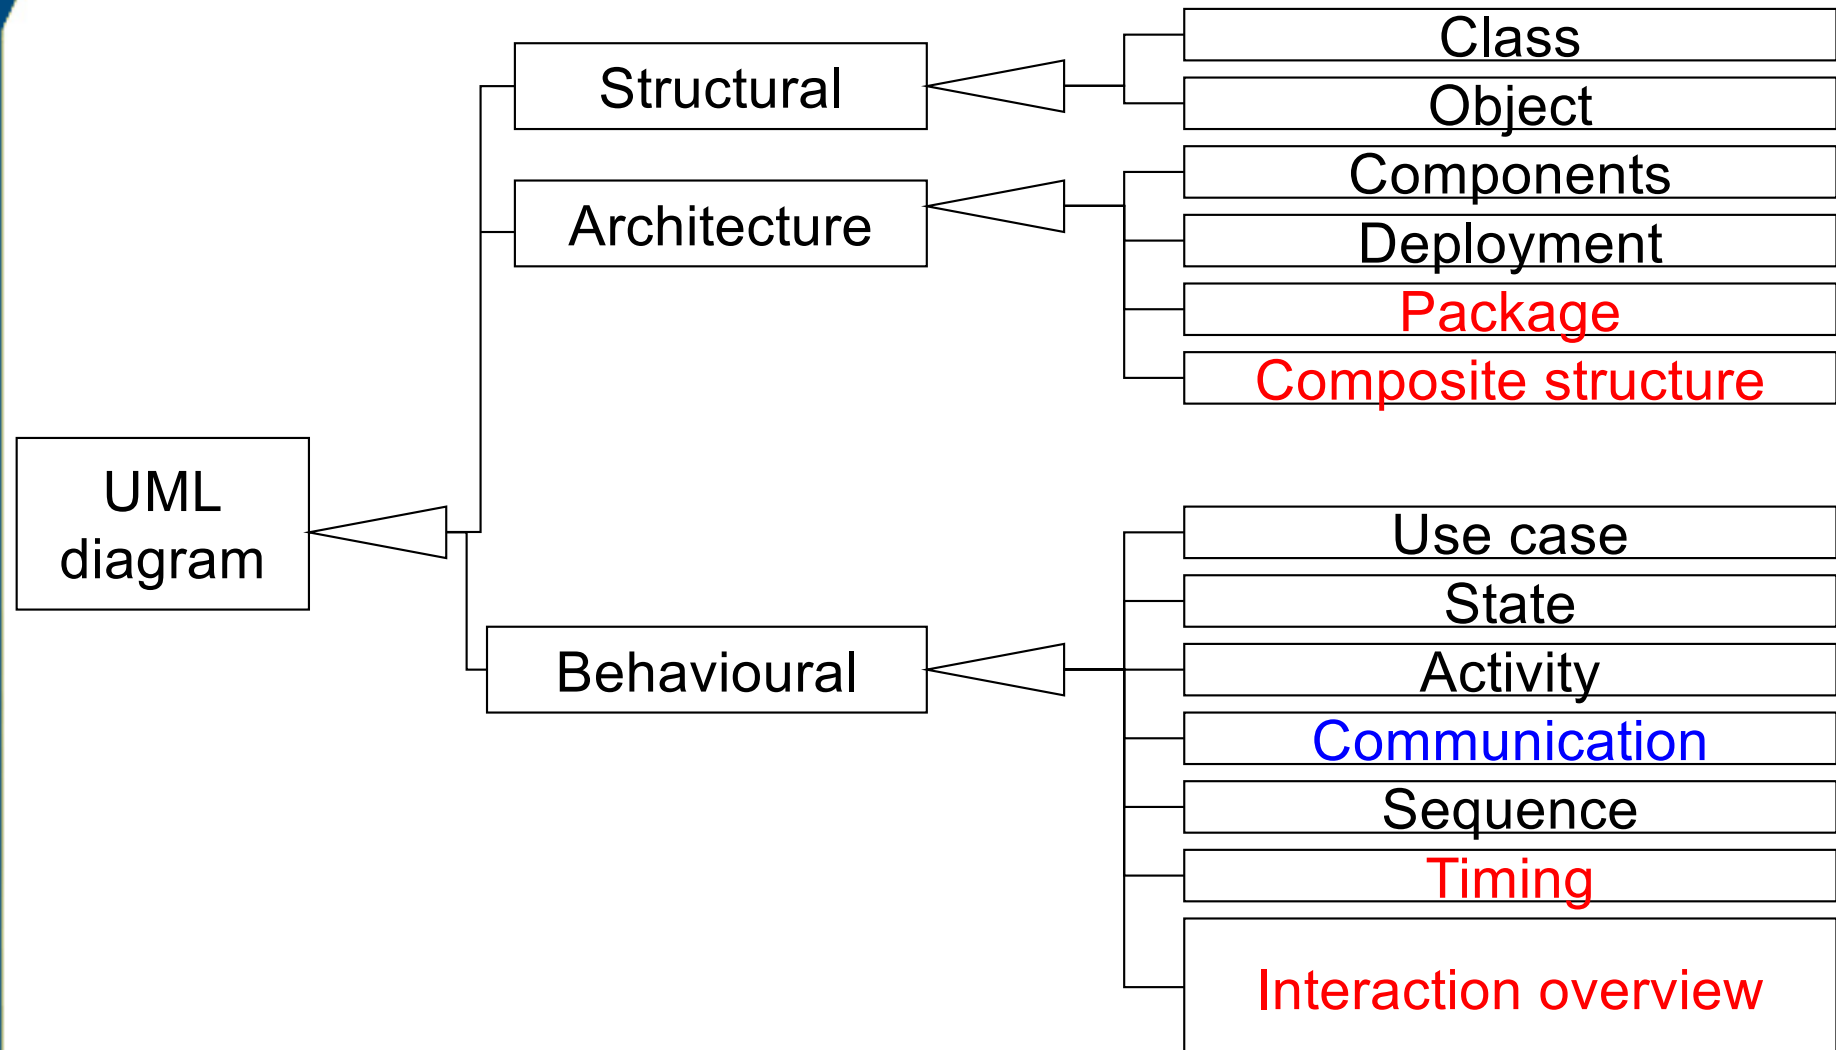 Class
Structural
Object
Components
Architecture
Deployment
Package
Composite structure
UML
diagram
Use case
State
Behavioural
Activity
Communication
Sequence
Timing
Interaction overview